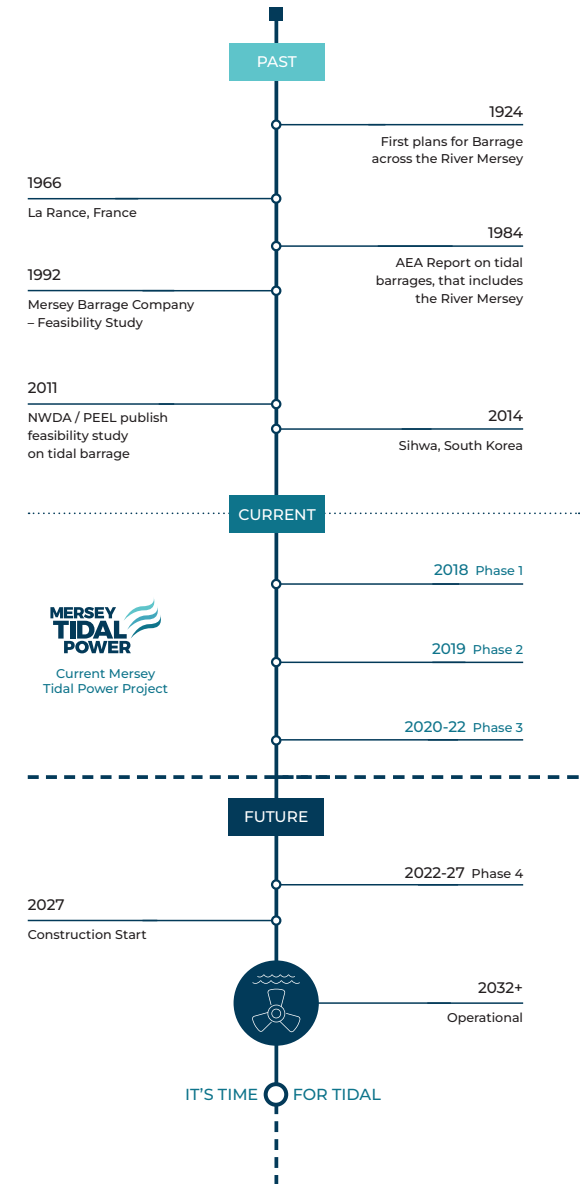 PAST
1924
First plans for Barrage
across the River Mersey
1966
La Rance, France
1984
AEA Report on tidal
barrages, that includes
the River Mersey
1992
Mersey Barrage Company
– Feasibility Study
2011
NWDA / PEEL publish
feasibility study
on tidal barrage
2014
Sihwa, South Korea
CURRENT
2018 Phase 1
MERSEY
TIDAL
POWER
Current Mersey
Tidal Power Project
2019 Phase 2
2020-22 Phase 3
FUTURE
2022-27 Phase 4
2027
Construction Start
2032+
Operational
IT'S TIME FOR TIDAL